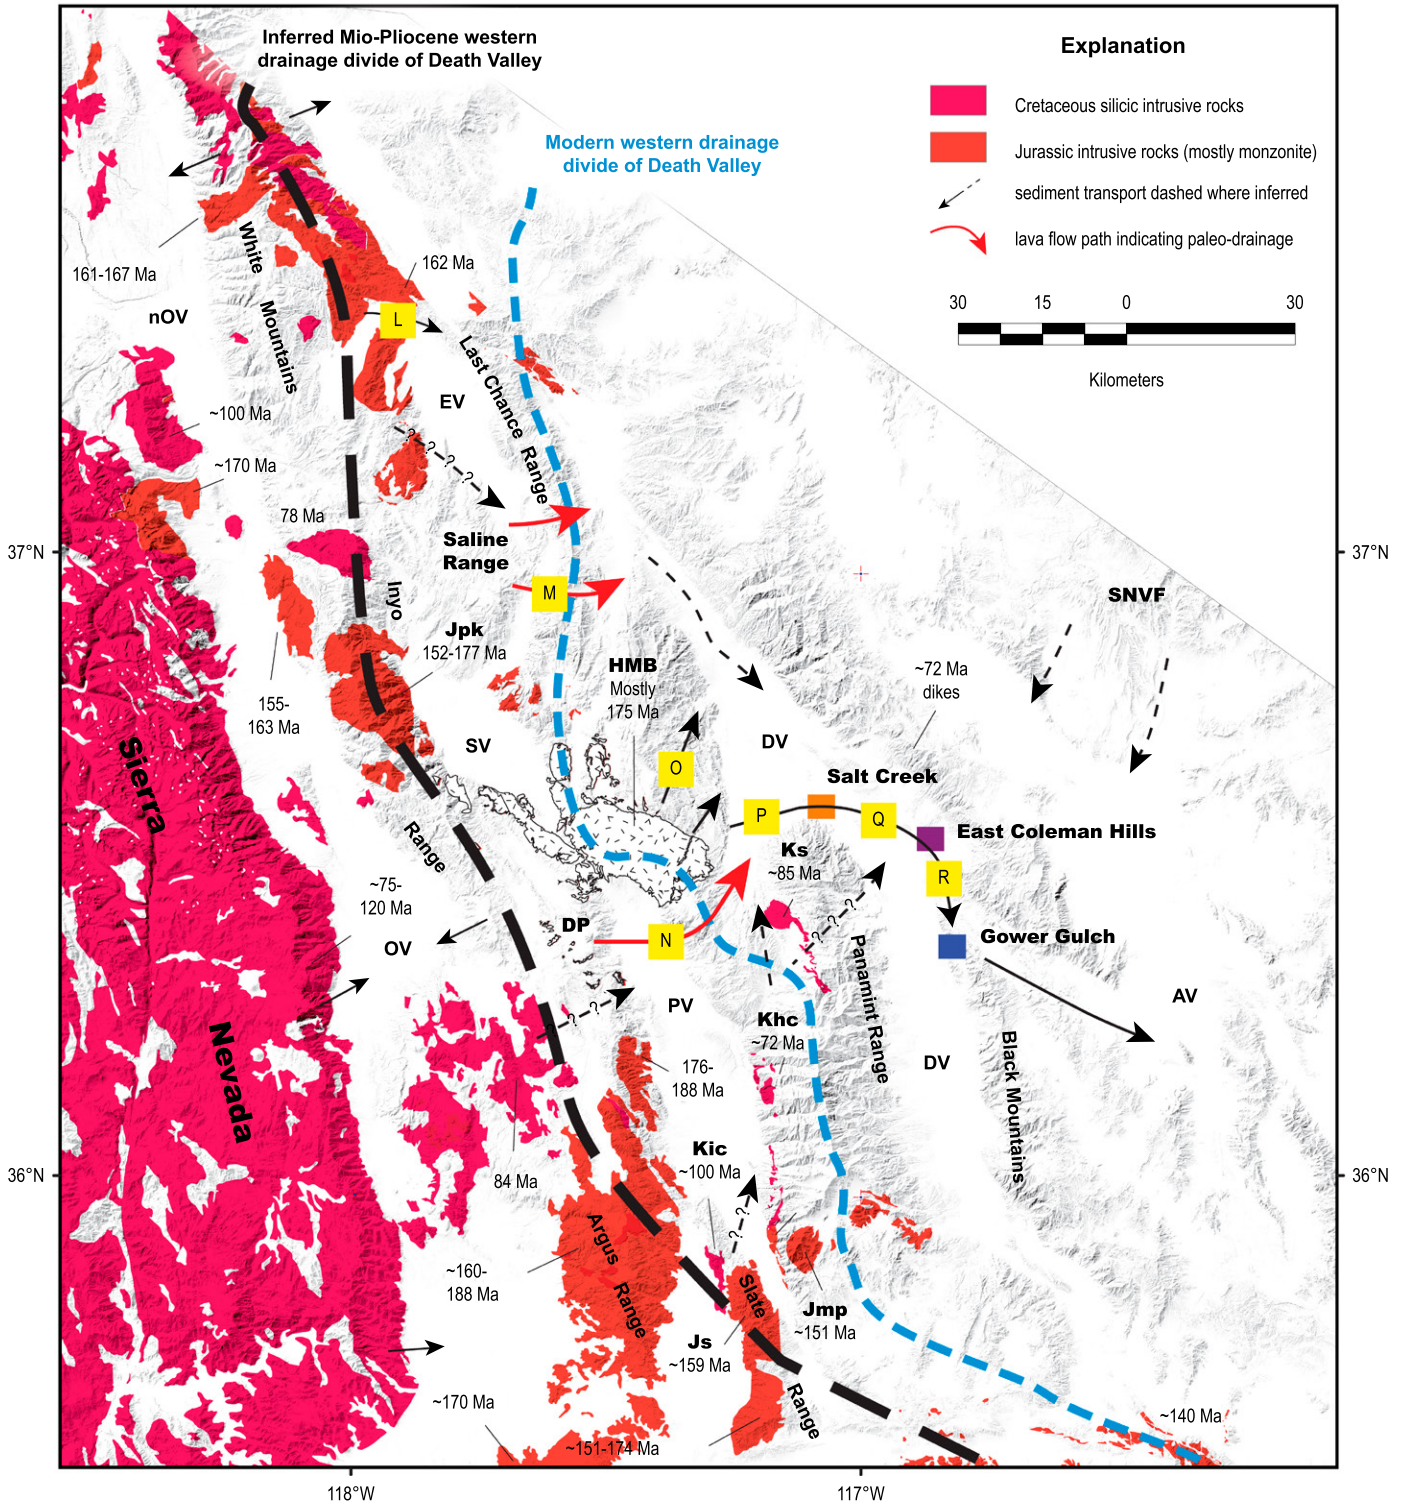 Inferred Mio-Pliocene western
drainage divide of Death Valley
Explanation
Cretaceous silicic intrusive rocks
Jurassic intrusive rocks (mostly monzonite)
sediment transport dashed where inferred
lava flow path indicating paleo-drainage
30
15
0
30
Kilometers
Modern western drainage
divide of Death Valley
White
Mountains
161-167 Ma
162 Ma
nOV
L
Last Chance Range
EV
~100 Ma
~170 Ma
? ? ? ?
78 Ma
37°N
37°N
Saline
Range
M
SNVF
Inyo
Jpk
152-177 Ma
HMB
Mostly
175 Ma
~72 Ma
dikes
155-
163 Ma
SV
DV
Sierra
O
Salt Creek
P
Q
East Coleman Hills
Range
Ks
~85 Ma
R
~75-
120 Ma
? ? ?
DP
N
OV
Gower Gulch
Panamint Range
AV
PV
? ? ?
Khc
~72 Ma
Nevada
DV
Black Mountains
176-
188 Ma
Kic
~100 Ma
36°N
36°N
84 Ma
? ?
Argus
Range
~160-
188 Ma
Slate
Range
Jmp
~151 Ma
Js
~159 Ma
~170 Ma
~151-174 Ma
~140 Ma
118°W
117°W